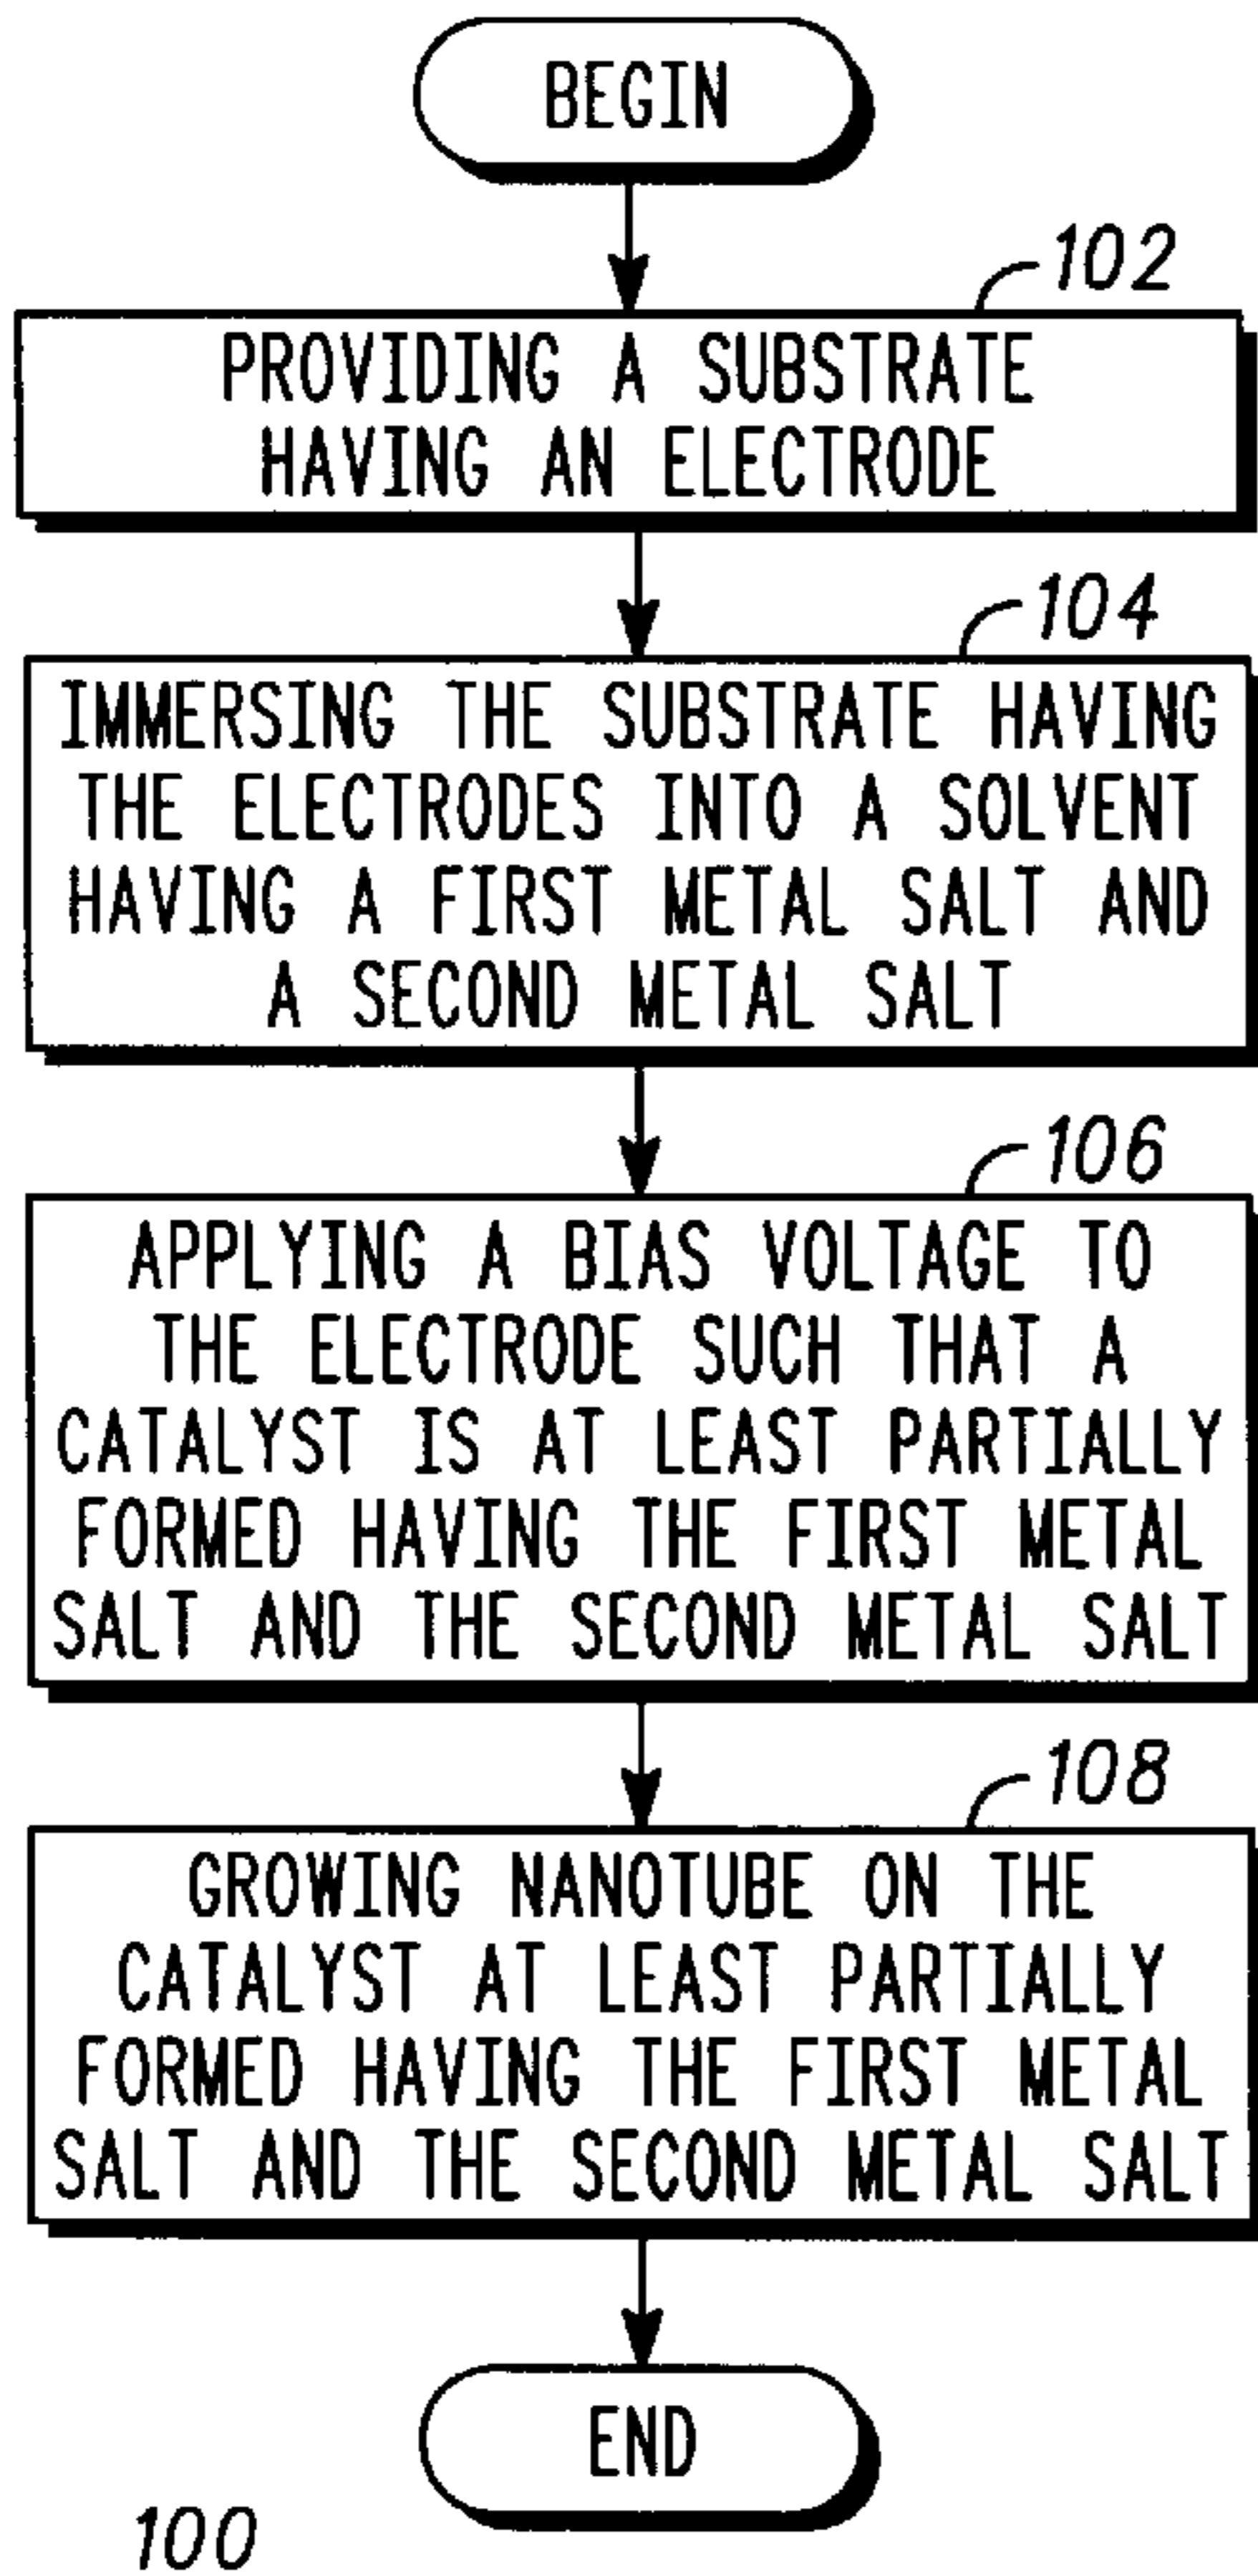 BEGIN
102
PROVIDING A SUBSTRATE
HAVING AN ELECTRODE
104
IMMERSING THE SUBSTRATE HAVING
THE ELECTRODES INTO A SOLVENT
HAVING A FIRST METAL SALT AND
A SECOND METAL SALT
106
APPLYING A BIAS VOLTAGE TO
THE ELECTRODE SUCH THAT A
CATALYST IS AT LEAST PARTIALLY
FORMED HAVING THE FIRST METAL
SALT AND THE SECOND METAL SALT
108
GROWING NANOTUBE ON THE
CATALYST AT LEAST PARTIALLY
FORMED HAVING THE FIRST METAL
SALT AND THE SECOND METAL SALT
END
100